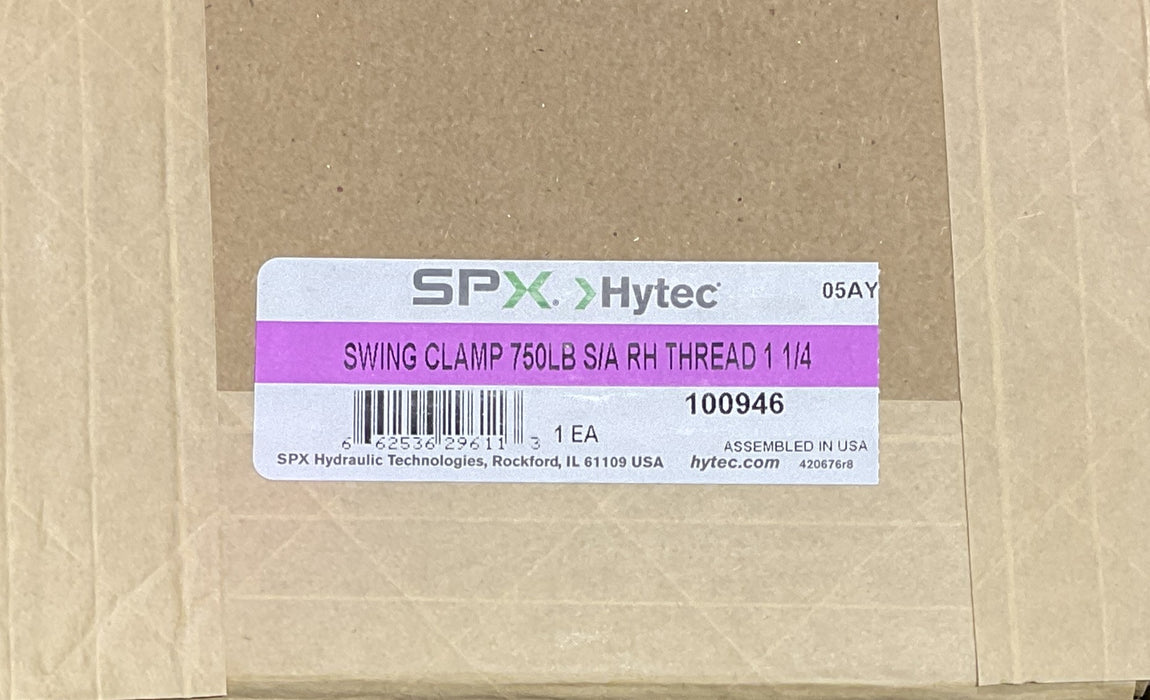 SPX. Hytec® 05AY
SWING CLAMP 750LB S/A RH THREAD 1 1/4
100946
6 62536 29611 3 1 EA
ASSEMBLED IN USA
SPX Hydraulic Technologies, Rockford, IL 61109 USA hytec.com 420676r8